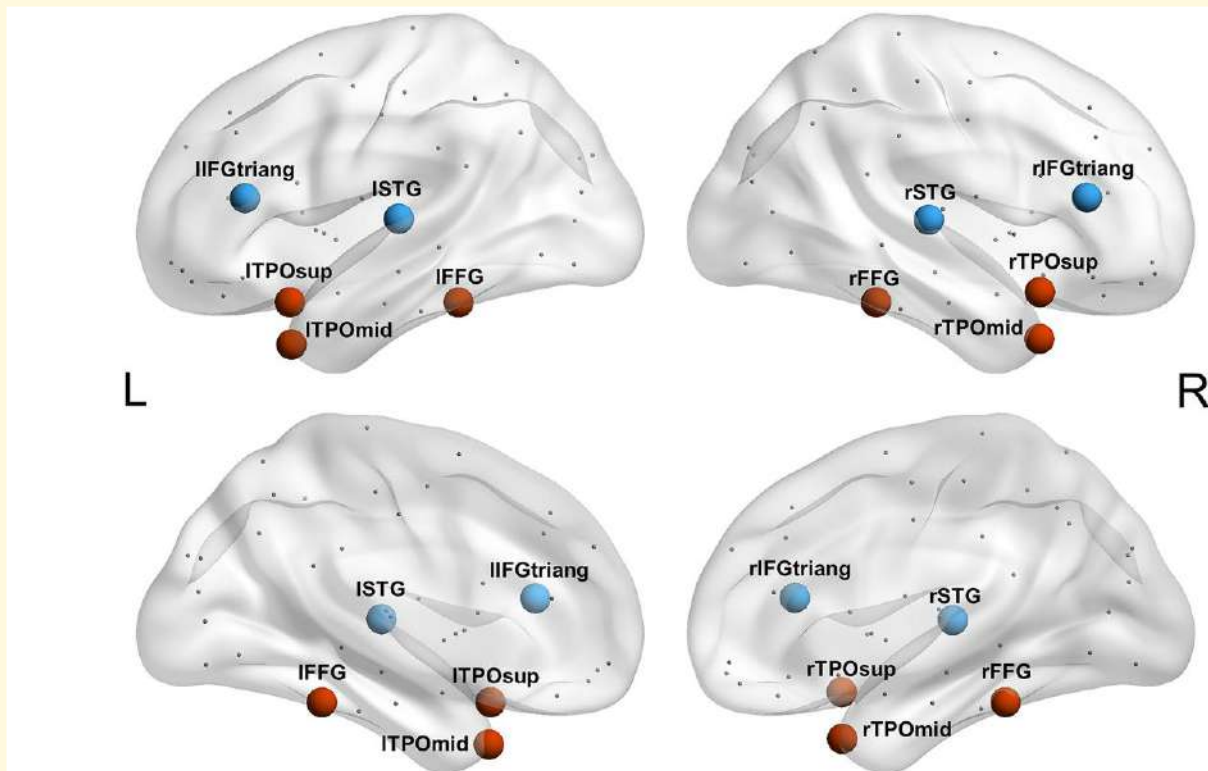 lIFGtriang
lSTG
lTPOsup
lFFG
lTPOmid
rIFGtriang
rSTG
rTPOsup
rFFG
rTPOmid
L
R
lIFGtriang
lSTG
lFFG
lTPOsup
lTPOmid
rIFGtriang
rSTG
rTPOsup
rFFG
rTPOmid